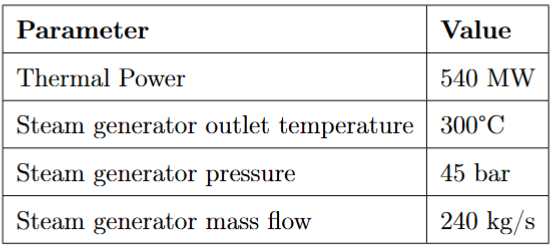 Parameter Value
Thermal Power 540 MW
Steam generator outlet temperature 300°C
Steam generator pressure 45 bar
Steam generator mass flow 240 kg/s